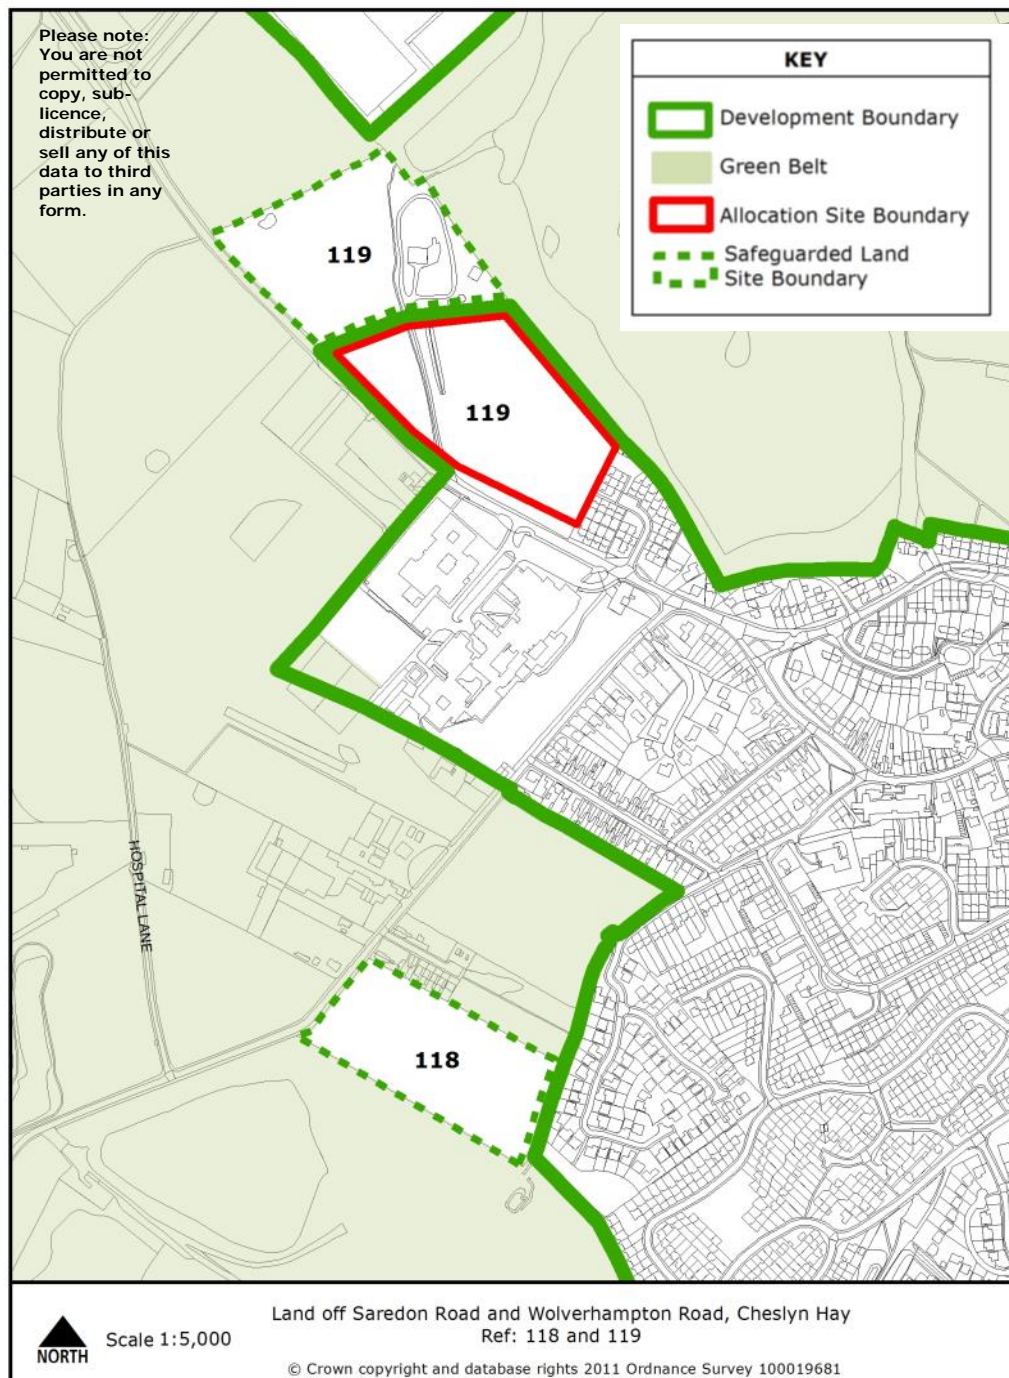 Please note:
You are not
permitted to
copy, sub-
licence,
distribute or
sell any of this
data to third
parties in any
form.
KEY
Development Boundary
Green Belt
Allocation Site Boundary
Safeguarded Land
Site Boundary
119
119
HOSPITAL LANE
118
NORTH
Scale 1:5,000
Land off Saredon Road and Wolverhampton Road, Cheslyn Hay
Ref: 118 and 119
© Crown copyright and database rights 2011 Ordnance Survey 100019681